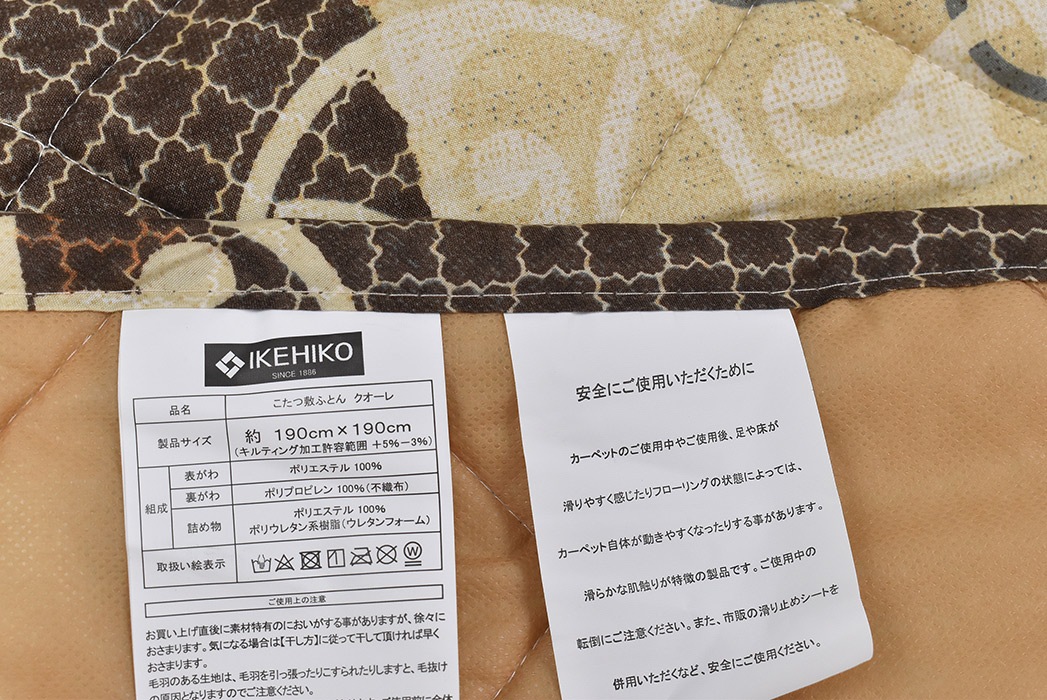 IKEHIKO
SINCE 1886
品名 こたつ敷ふとん クオーレ
製品サイズ 約 190cm×190cm
(キルティング加工許容範囲 +5%-3%)
組成
表がわ ポリエステル 100%
裏がわ ポリプロピレン 100%(不織布)
詰め物 ポリエステル 100%
ポリウレタン系樹脂(ウレタンフォーム)
取扱い絵表示 W
ご使用上の注意
お買い上げ直後に素材特有のにおいがする事がありますが、徐々に
おさまります。気になる場合は【干し方】に従って干して頂ければ早く
おさまります。
毛羽のある生地は、毛羽を引っ張ったりこすられたりしますと、毛抜け
の原因となりますのでご注意ください。
安全にご使用いただくために
カーペットのご使用中やご使用後、足や床が
滑りやすく感じたりフローリングの状態によっては、
カーペット自体が動きやすくなったりする事があります。
滑らかな肌触りが特徴の製品です。ご使用中の
転倒にご注意ください。また、市販の滑り止めシートを
併用いただくなど、安全にご使用ください。